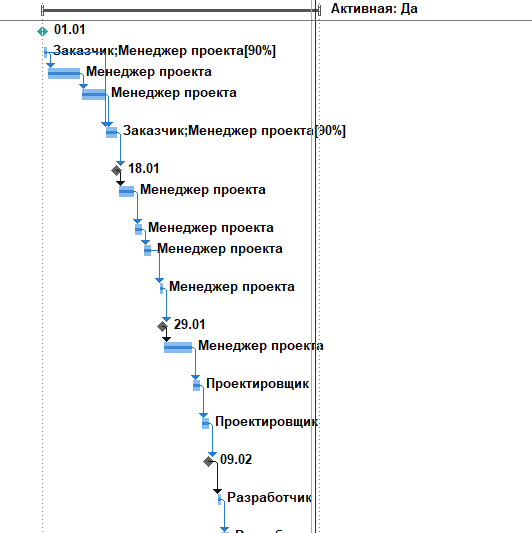 Активная: Да
01.01
Заказчик;Менеджер проекта[90%]
Менеджер проекта
Менеджер проекта
Заказчик;Менеджер проекта[90%]
18.01
Менеджер проекта
Менеджер проекта
Менеджер проекта
Менеджер проекта
29.01
Менеджер проекта
Проектировщик
Проектировщик
09.02
Разработчик